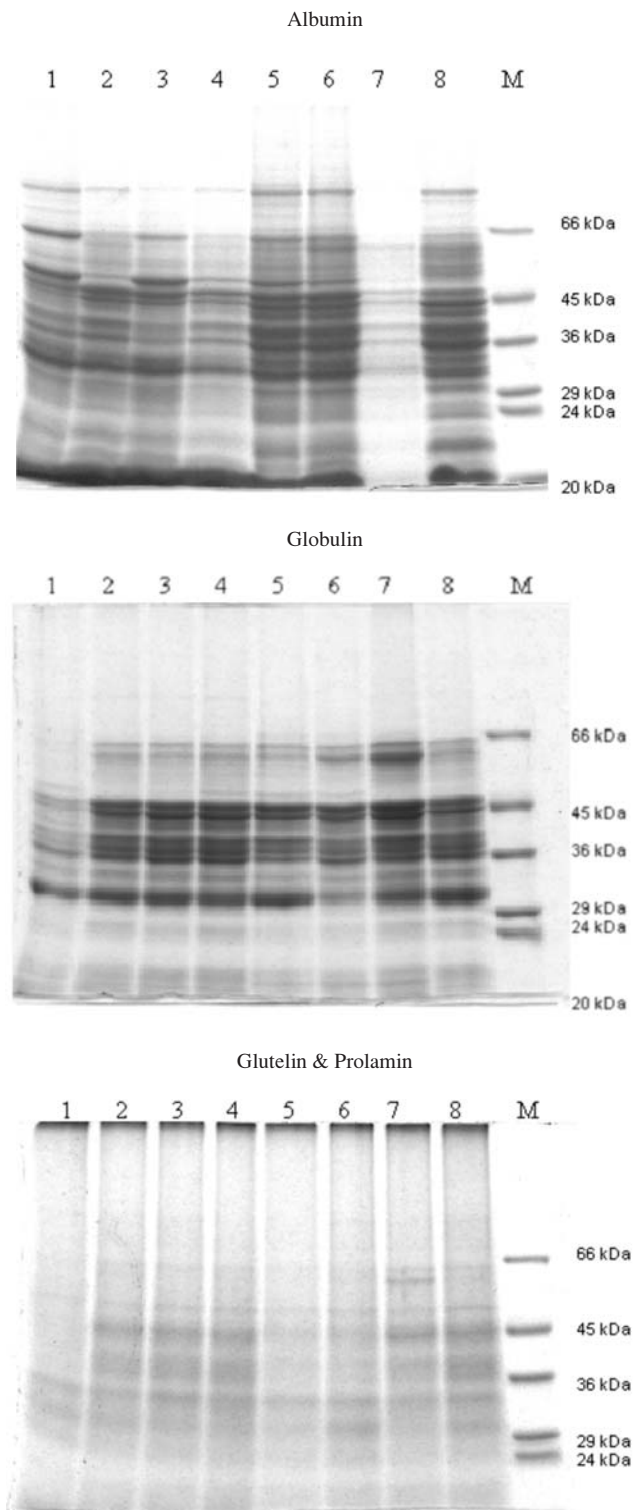 Albumin
1 2 3 4 5 6 7 8 M
66 kDa
45 kDa
36 kDa
29 kDa
24 kDa
20 kDa
Globulin
1 2 3 4 5 6 7 8 M
66 kDa
45 kDa
36 kDa
29 kDa
24 kDa
20 kDa
Glutelin & Prolamin
1 2 3 4 5 6 7 8 M
66 kDa
45 kDa
36 kDa
29 kDa
24 kDa